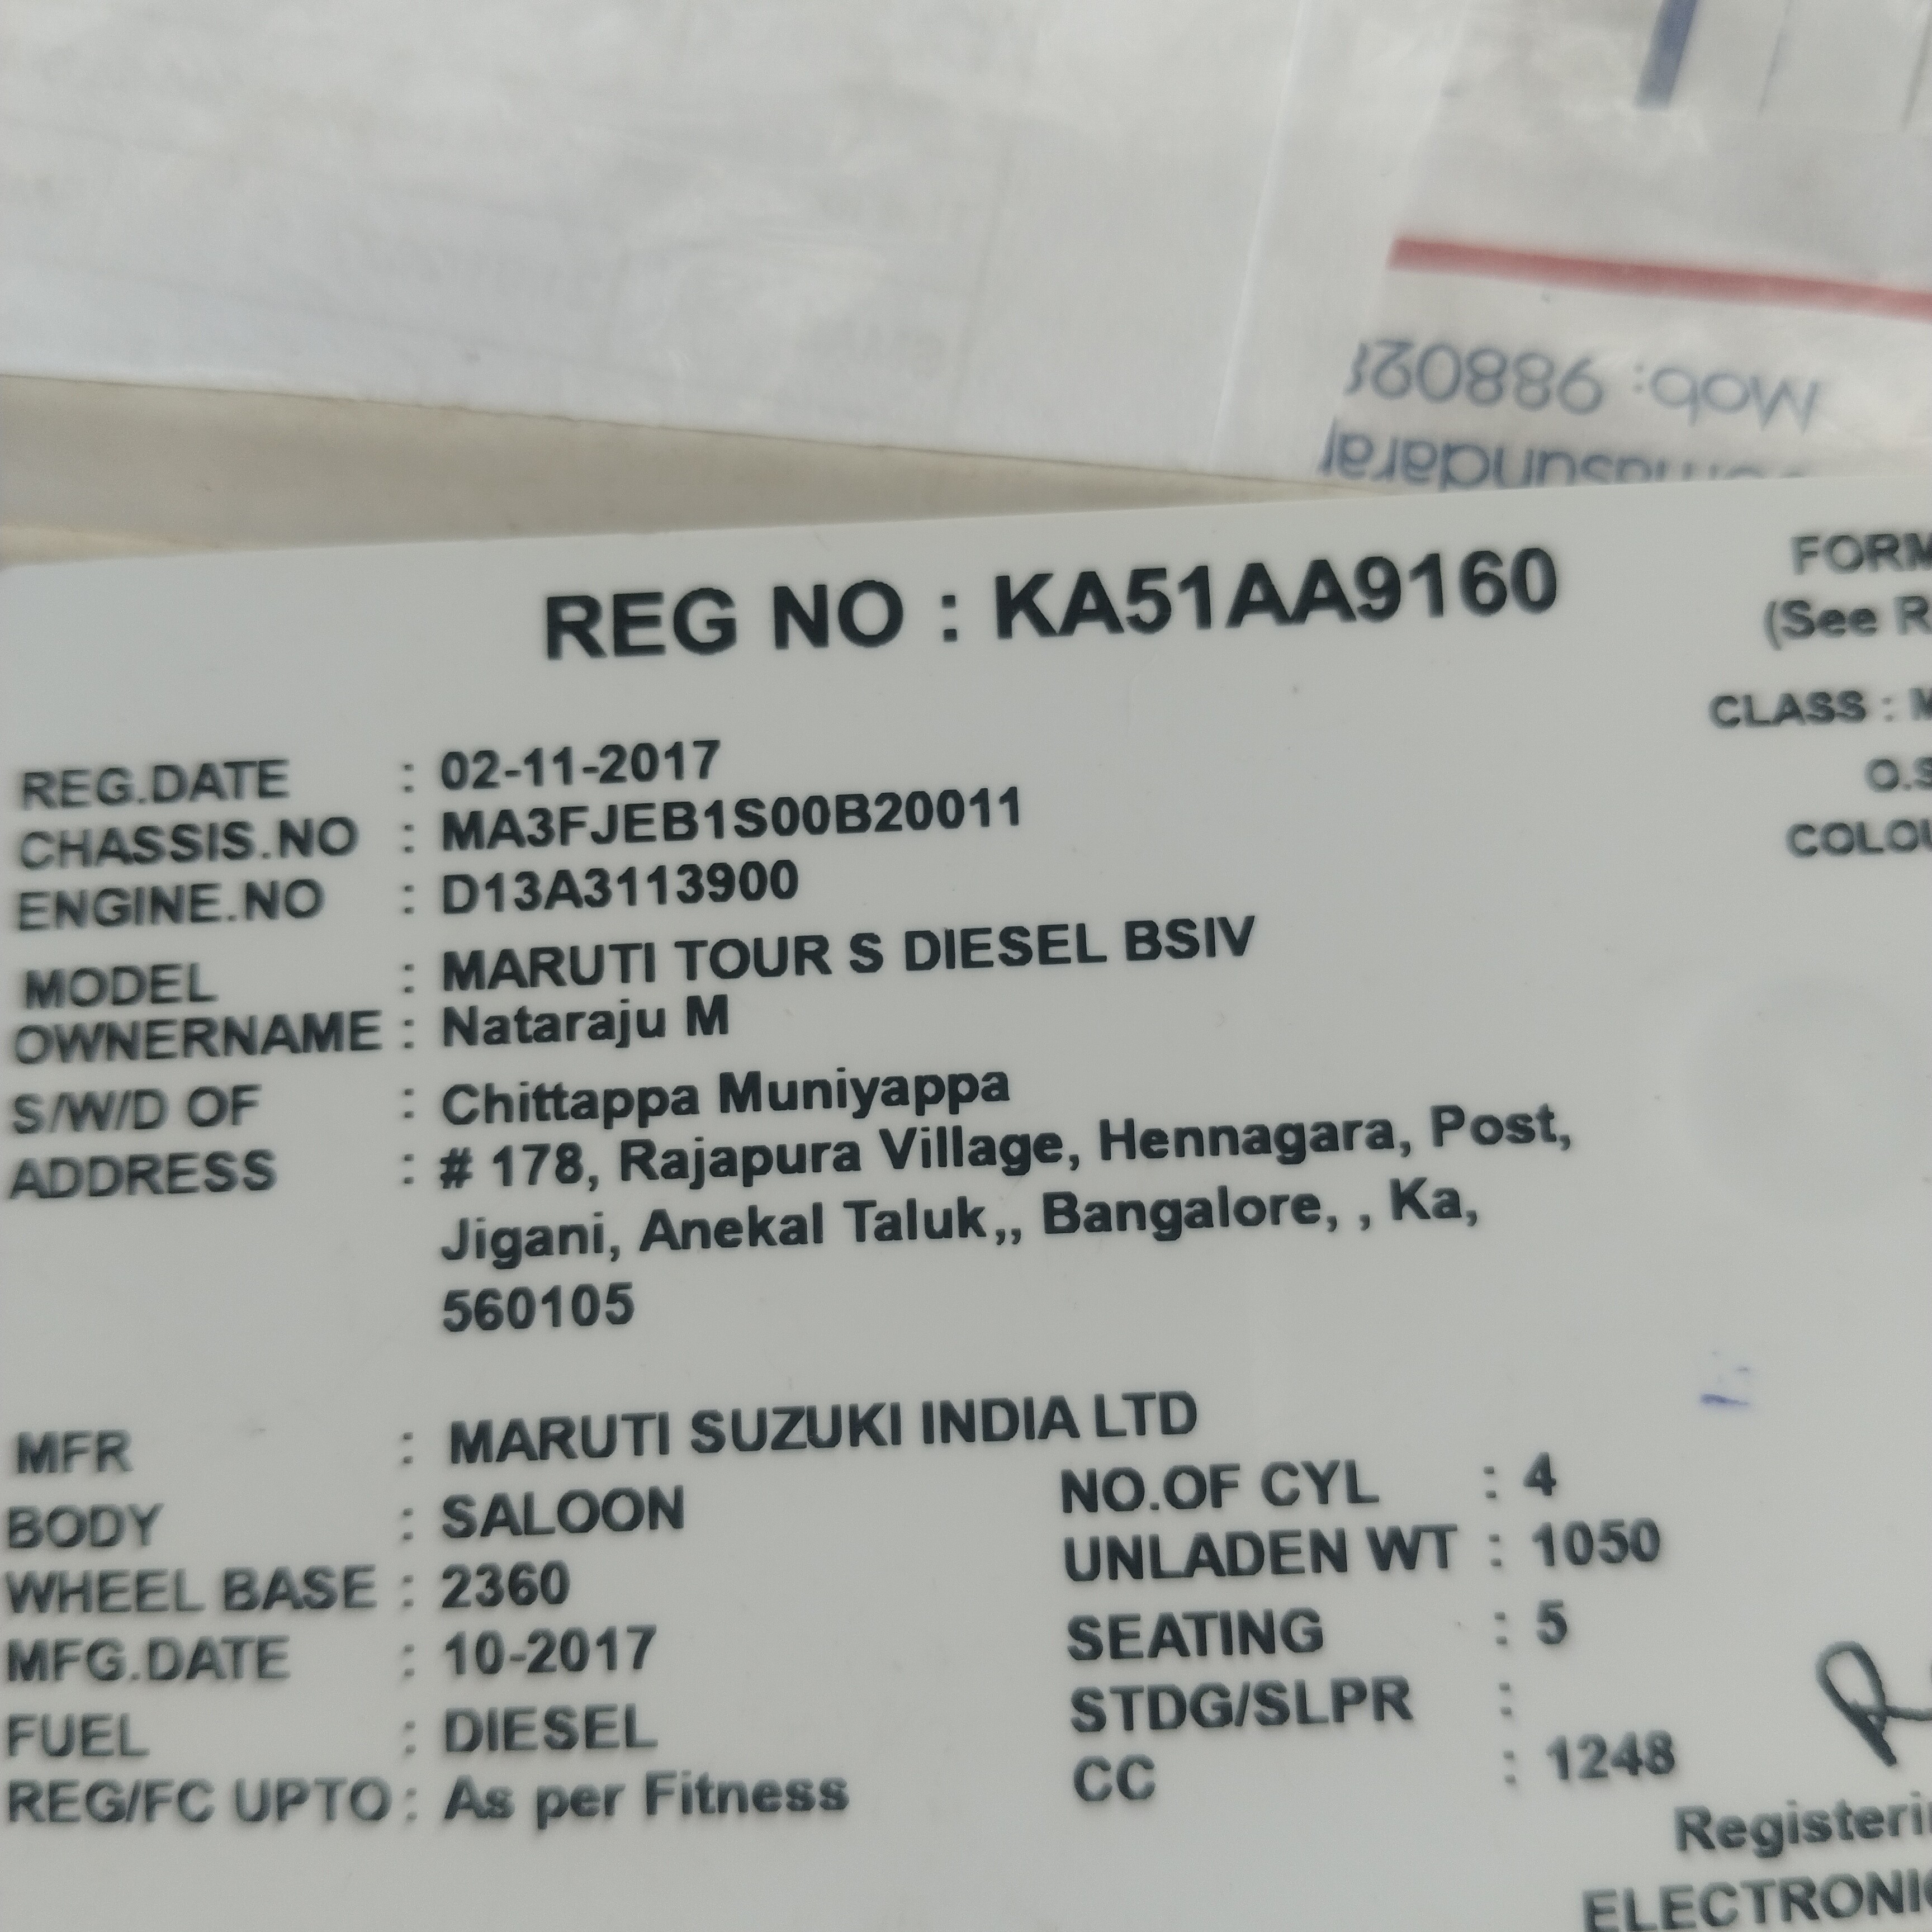 Mob: 98802
REG NO : KA51AA9160
FORM
(See R
REG.DATE : 02-11-2017
CLASS : M
CHASSIS.NO : MA3FJEB1S00B20011
O.S
ENGINE.NO : D13A3113900
COLOU
MODEL : MARUTI TOUR S DIESEL BSIV
OWNERNAME : Nataraju M
S/W/D OF : Chittappa Muniyappa
ADDRESS : # 178, Rajapura Village, Hennagara, Post,
Jigani, Anekal Taluk,, Bangalore, , Ka,
560105
MFR : MARUTI SUZUKI INDIA LTD
BODY : SALOON
NO.OF CYL : 4
WHEEL BASE : 2360
UNLADEN WT : 1050
MFG.DATE : 10-2017
SEATING : 5
FUEL : DIESEL
STDG/SLPR :
REG/FC UPTO : As per Fitness
CC : 1248
Registeri
ELECTRONIC